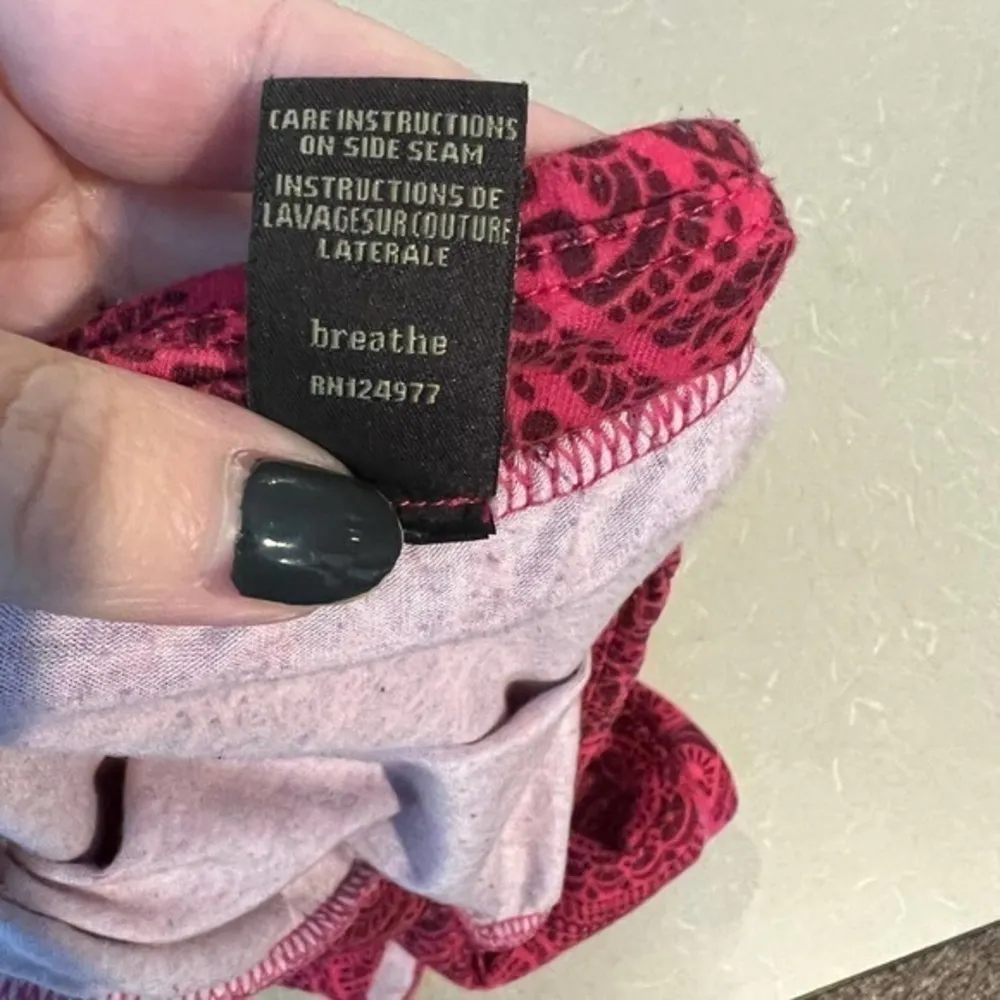 CARE INSTRUCTIONS
ON SIDE SEAM
INSTRUCTIONS DE
LAVAGESUR COUTURE
LATERALE
breathe
RN124977